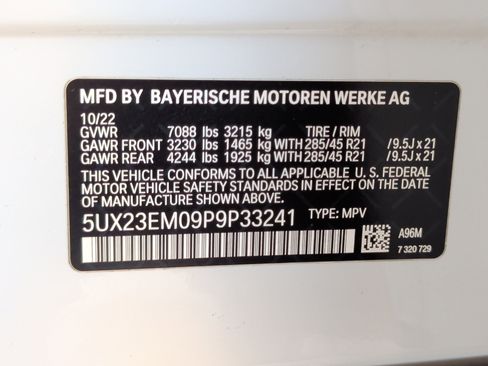 MFD BY BAYERISCHE MOTOREN WERKE AG
10/22
GVWR 7088 lbs 3215 kg TIRE / RIM
GAWR FRONT 3230 lbs 1465 kg WITH 285/45 R21 /9.5J x 21
GAWR REAR 4244 lbs 1925 kg WITH 285/45 R21 /9.5J x 21
THIS VEHICLE CONFORMS TO ALL APPLICABLE U. S. FEDERAL
MOTOR VEHICLE SAFETY STANDARDS IN EFFECT ON THE DATE
OF MANUFACTURE SHOWN ABOVE.
5UX23EM09P9P33241 TYPE: MPV
A96M
7 320 729